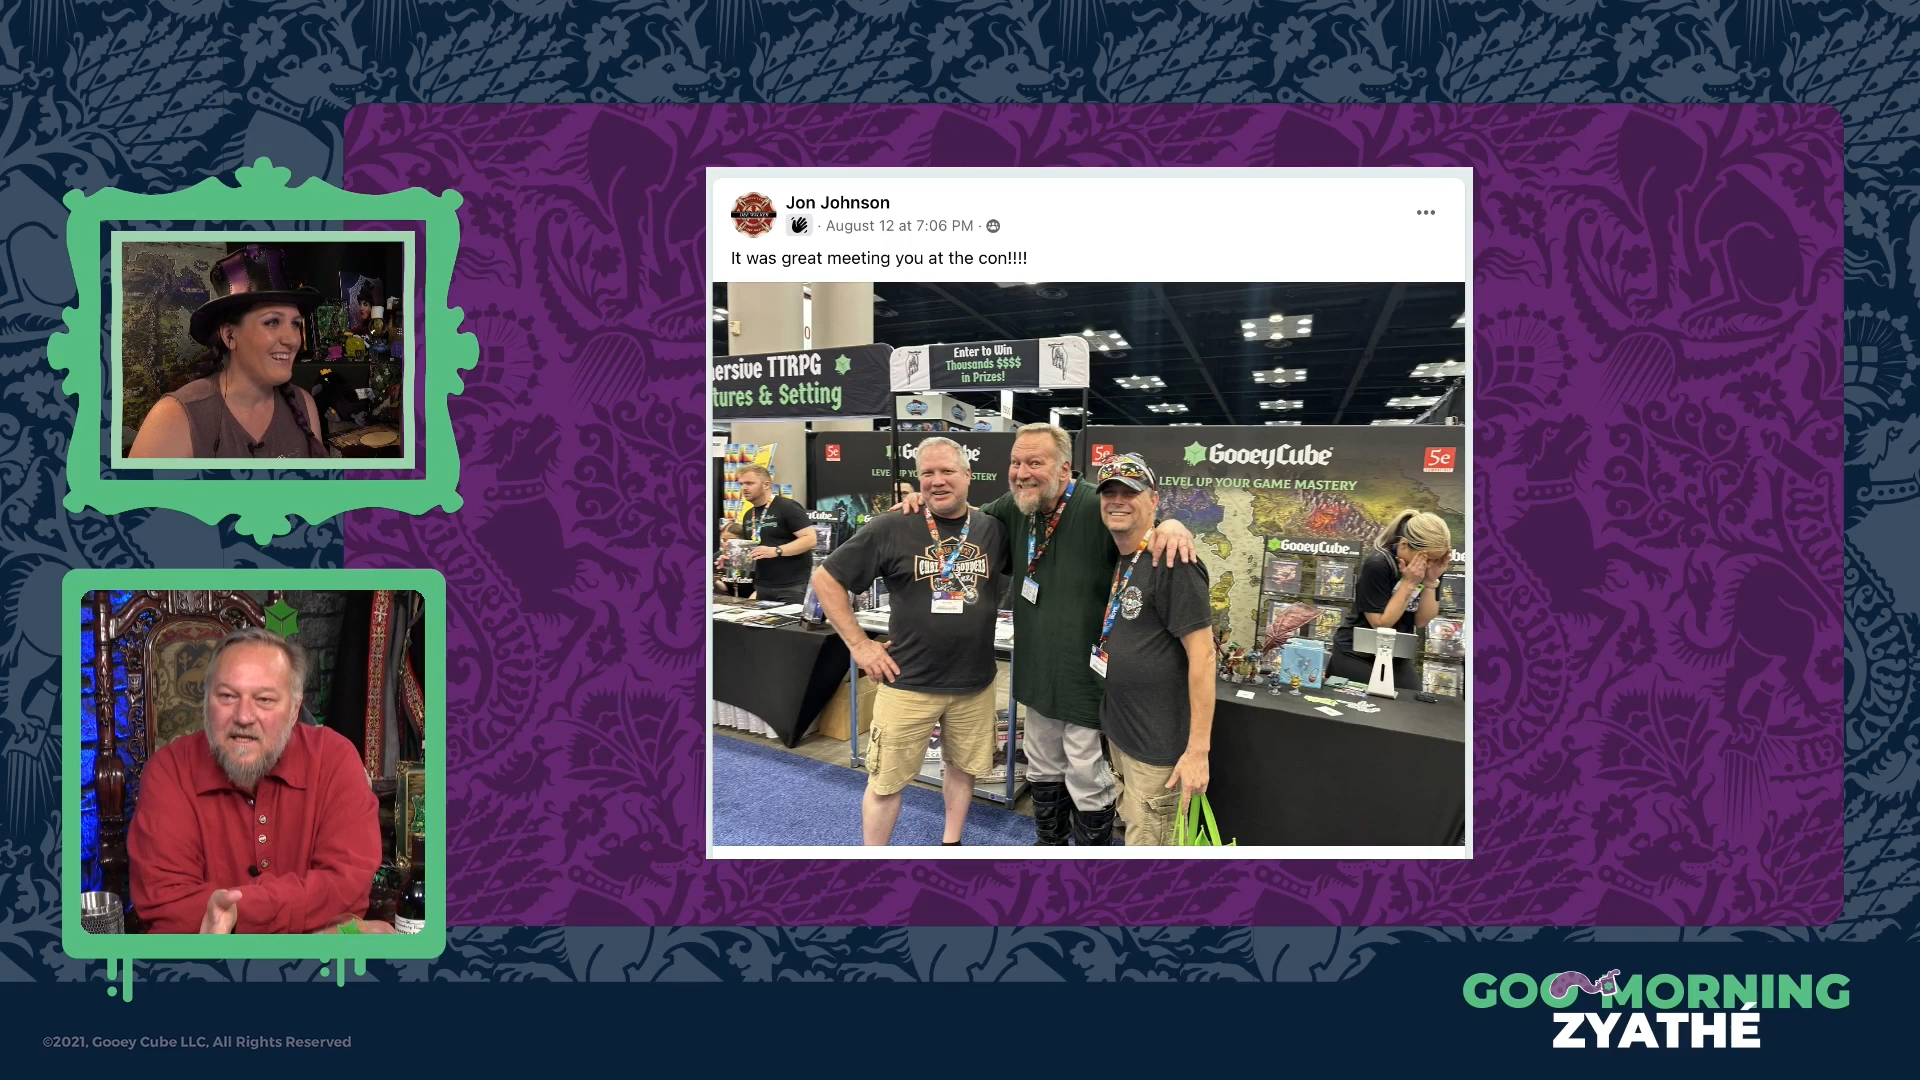 Jon Johnson
· August 12 at 7:06 PM ·
It was great meeting you at the con!!!!
ersive TTRPG
tures & Setting
Enter to Win
Thousands $$$$
in Prizes!
5e
5e
GooeyCube
5e
LEVEL UP YOUR GAME MASTERY
GooeyCube
GOO MORNING
ZYATHÉ
©2021, Gooey Cube LLC, All Rights Reserved